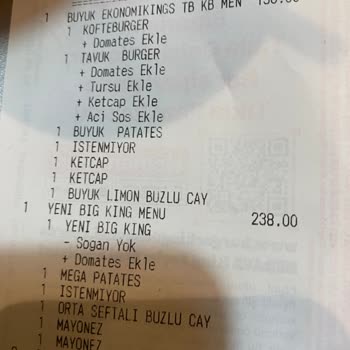 1 BUYUK EKONOMIKINGS TB KB MEN
1 KOFTEBURGER
+ Domates Ekle
1 TAVUK BURGER
+ Domates Ekle
+ Tursu Ekle
+ Ketcap Ekle
+ Aci Sos Ekle
1 BUYUK PATATES
1 ISTENMIYOR
1 KETCAP
1 KETCAP
1 BUYUK LIMON BUZLU CAY
1 YENI BIG KING MENU 238.00
1 YENI BIG KING
- Sogan Yok
+ Domates Ekle
1 MEGA PATATES
1 ISTENMIYOR
1 ORTA SEFTALI BUZLU CAY
1 MAYONEZ
1 MAYONEZ